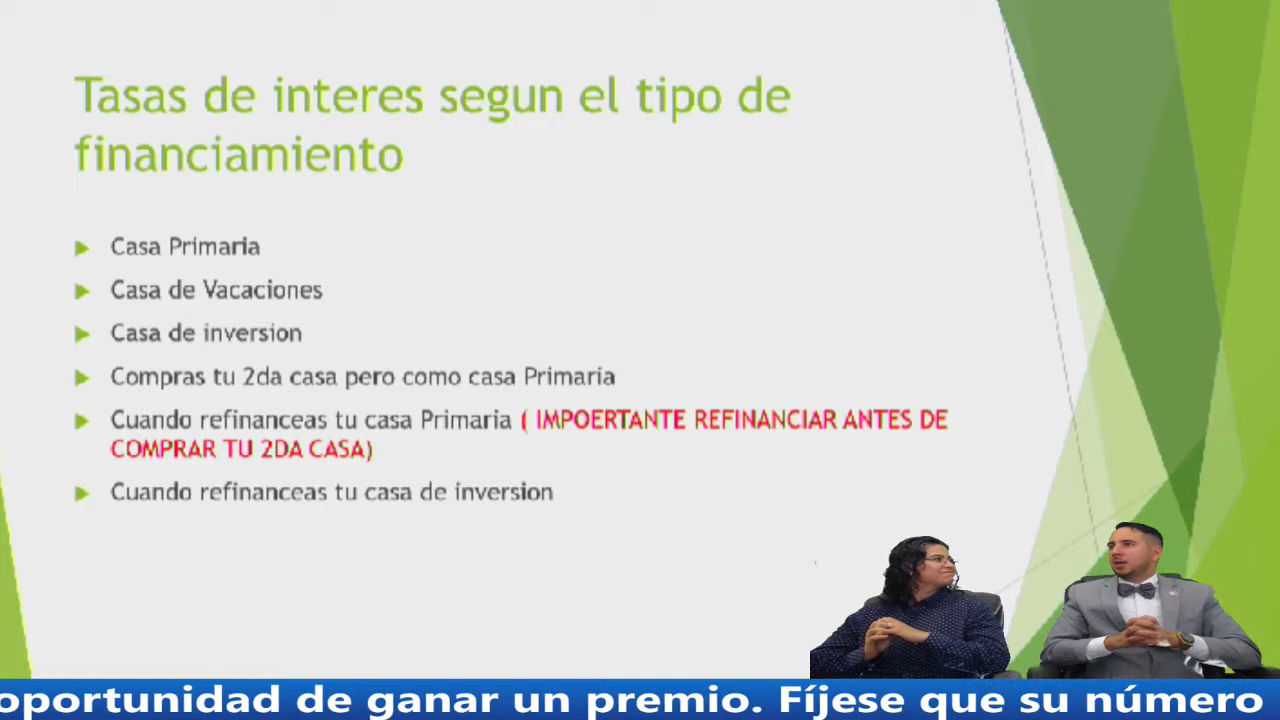 Tasas de interes segun el tipo de
financiamiento
Casa Primaria
Casa de Vacaciones
Casa de inversion
Compras tu 2da casa pero como casa Primaria
Cuando refinanceas tu casa Primaria ( IMPOERTANTE REFINANCIAR ANTES DE
COMPRAR TU 2DA CASA)
Cuando refinanceas tu casa de inversion
oportunidad de ganar un premio. Fíjese que su número